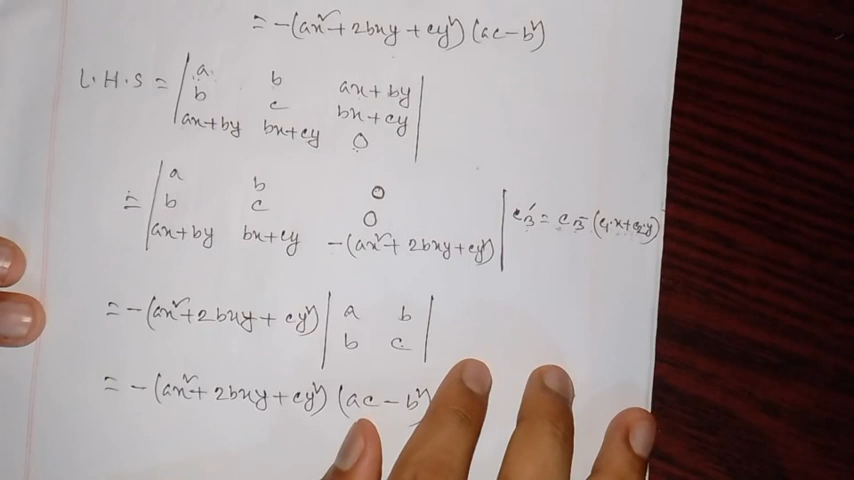 = -(ax²+2bxy+cy²)(ac-b²)
L.H.S = | a b ax+by |
| b c bx+cy |
| ax+by bx+cy 0 |
= | a b 0 |
| b c 0 | c₃′ = c₃-(c₁·x+c₂·y)
| ax+by bx+cy -(ax²+2bxy+cy²) |
= -(ax²+2bxy+cy²) | a b |
| b c |
= -(ax²+2bxy+cy²)(ac-b²)